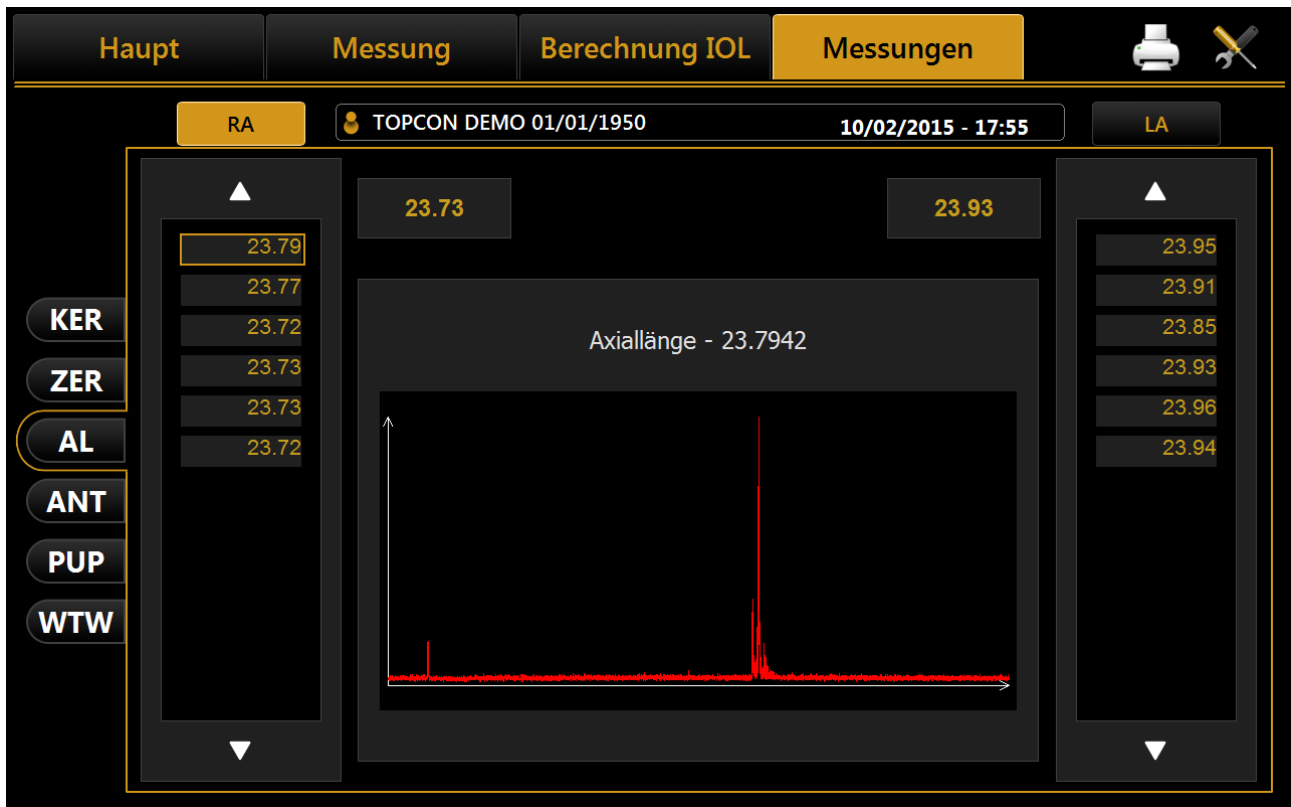 Haupt
Messung
Berechnung IOL
Messungen
RA
TOPCON DEMO 01/01/1950
10/02/2015 - 17:55
LA
KER
ZER
AL
ANT
PUP
WTW
23.79
23.77
23.72
23.73
23.73
23.72
23.73
23.93
Axiallänge - 23.7942
23.95
23.91
23.85
23.93
23.96
23.94